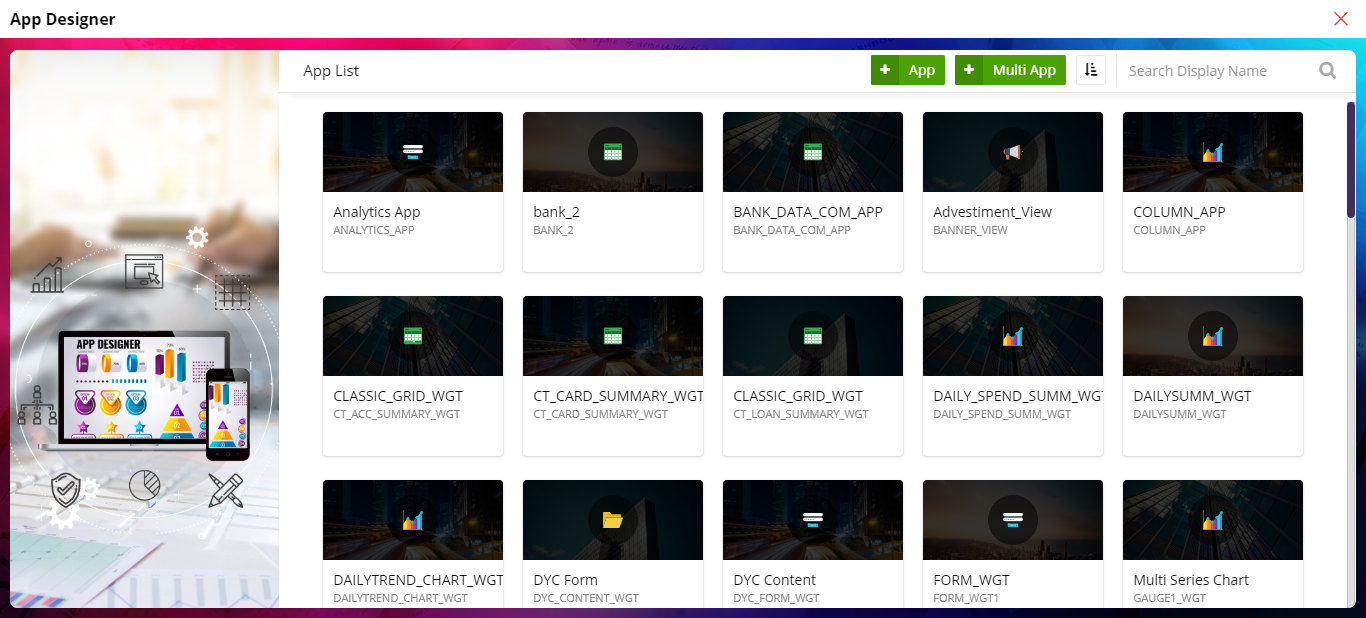 App Designer
App List
App
Multi App
Search Display Name
Analytics App
ANALYTICS_APP
bank_2
BANK_2
BANK_DATA_COM_APP
BANK_DATA_COM_APP
Advestiment_View
BANNER_VIEW
COLUMN_APP
COLUMN_APP
CLASSIC_GRID_WGT
CT_ACC_SUMMARY_WGT
CT_CARD_SUMMARY_WGT
CT_CARD_SUMMARY_WGT
CLASSIC_GRID_WGT
CT_LOAN_SUMMARY_WGT
DAILY_SPEND_SUMM_WG
DAILY_SPEND_SUMM_WGT
DAILYSUMM_WGT
DAILYSUMM_WGT
DAILYTREND_CHART_WGT
DAILYTREND_CHART_WGT
DYC Form
DYC_CONTENT_WGT
DYC Content
DYC_FORM_WGT
FORM_WGT
FORM_WGT1
Multi Series Chart
GAUGE1_WGT
APP DESIGNER